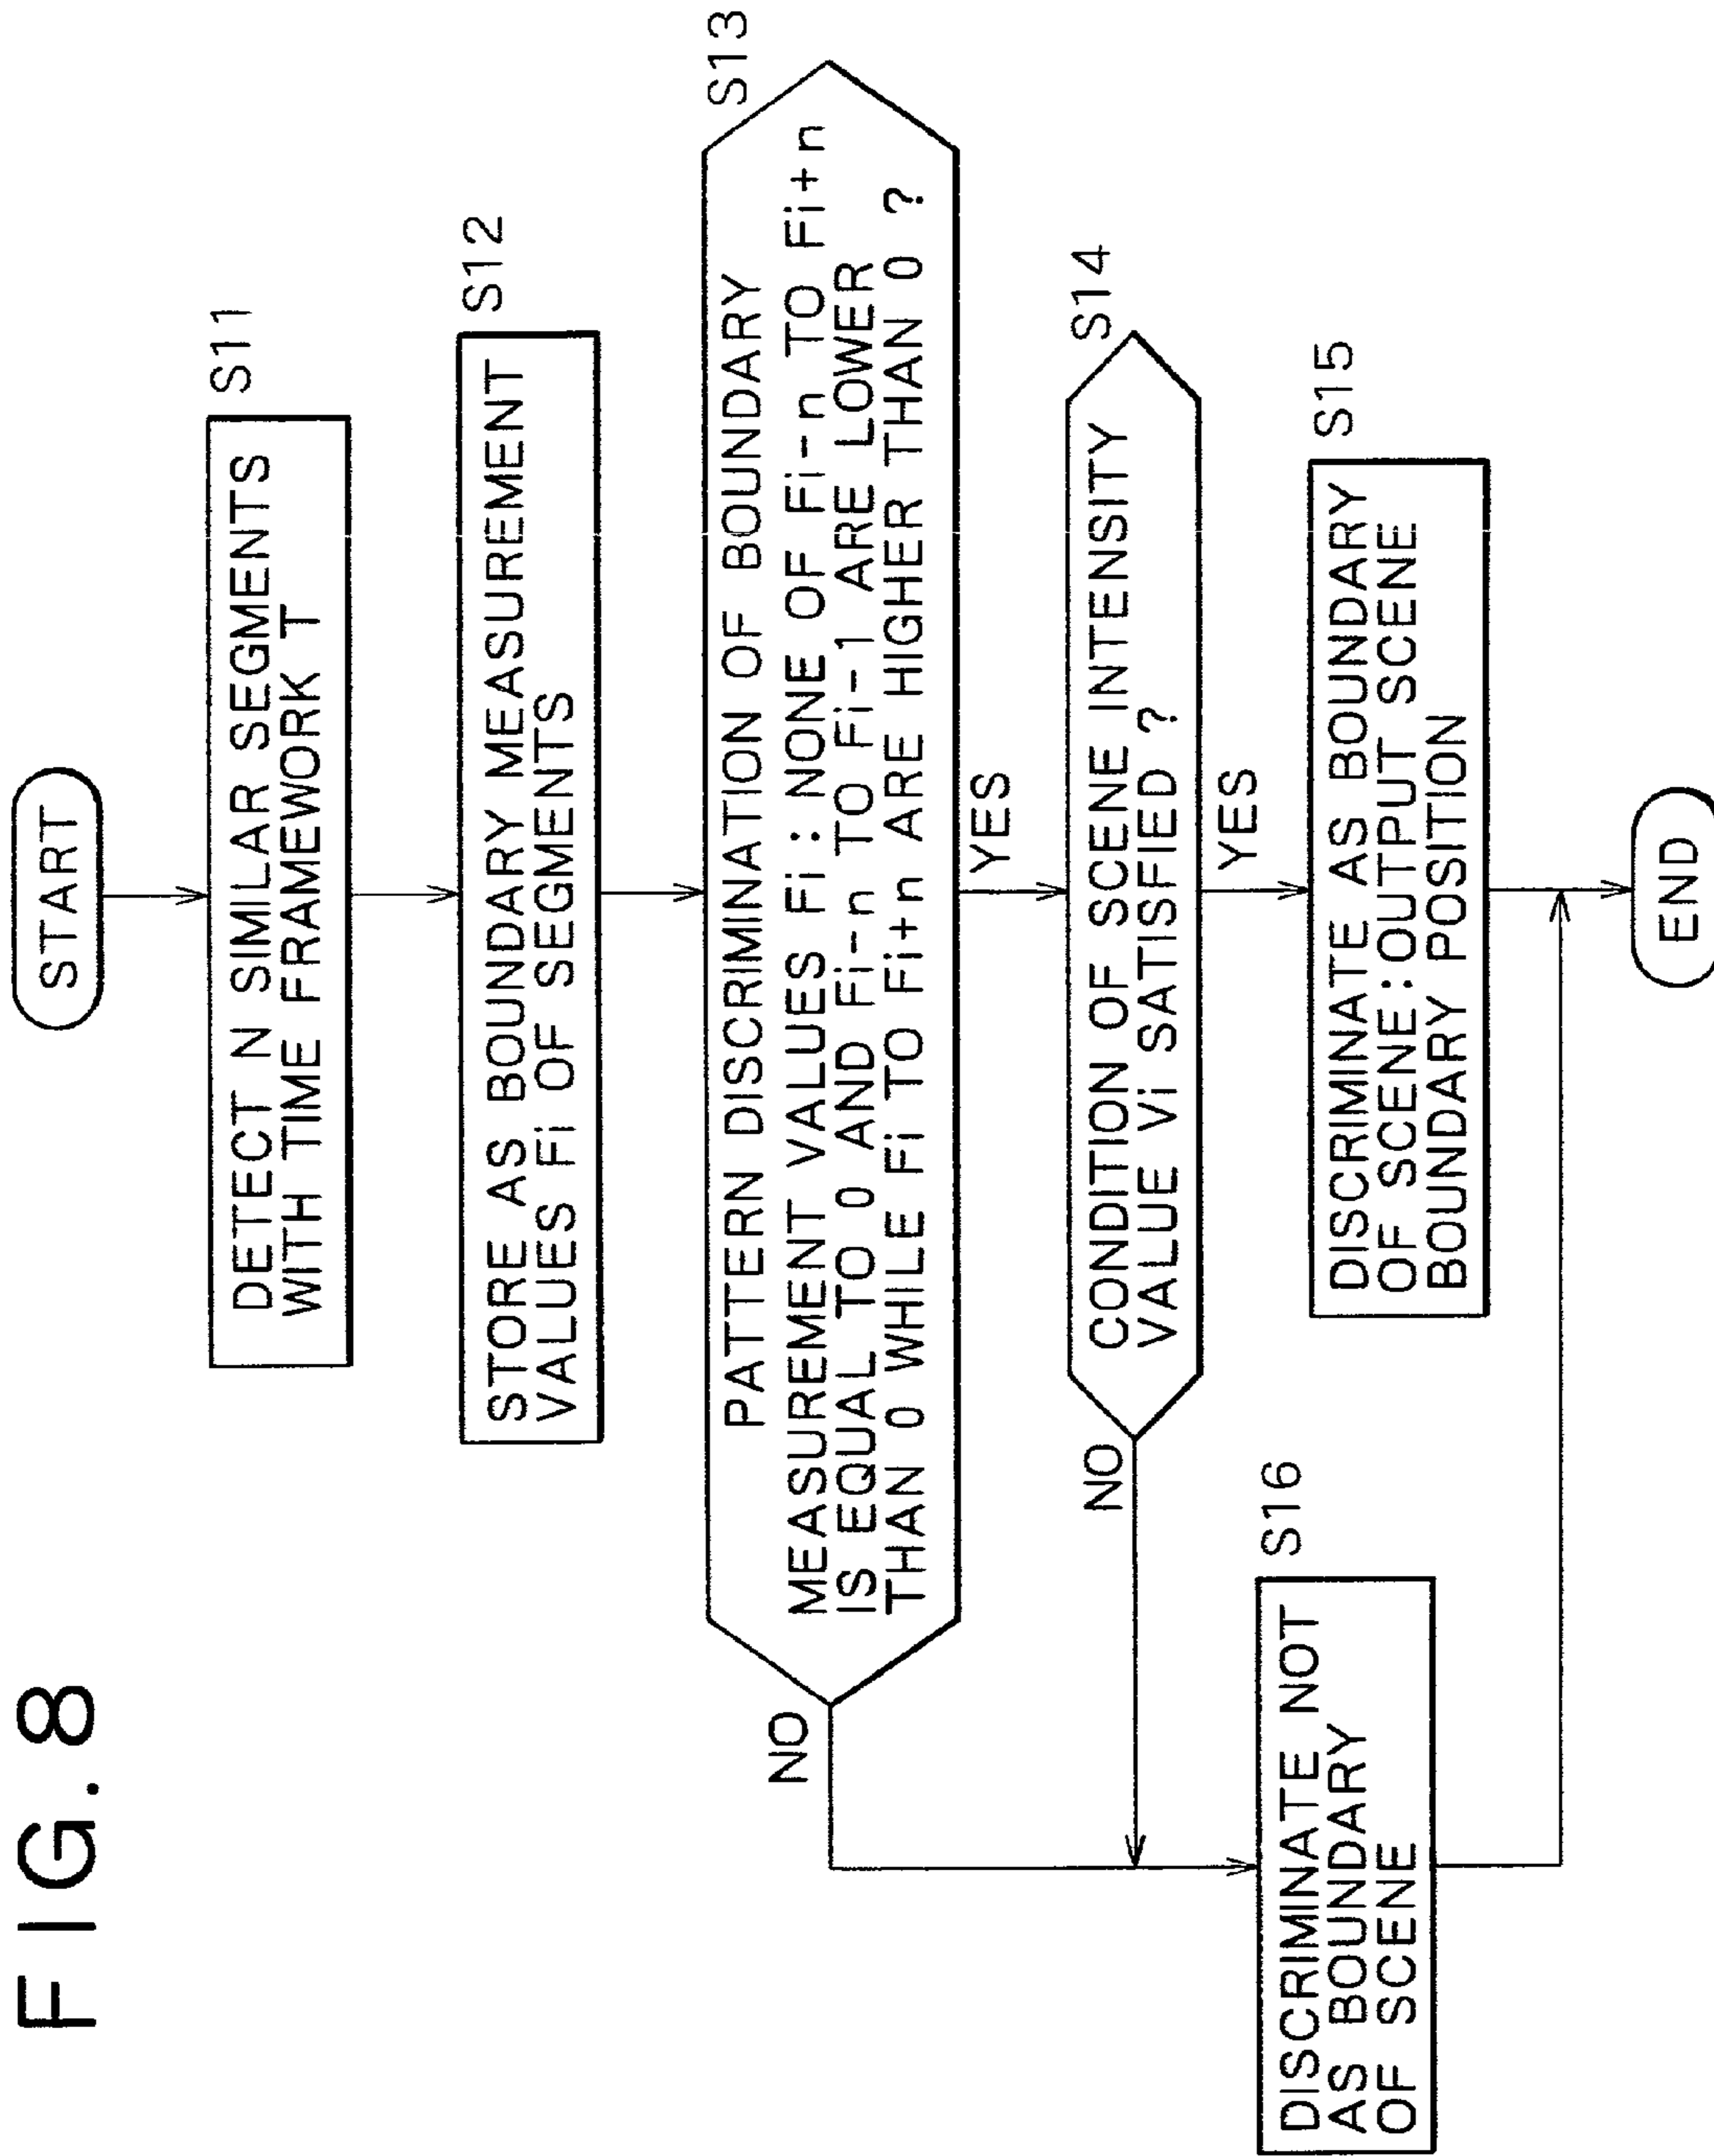 FIG.8
START
DETECT N SIMILAR SEGMENTS
WITH TIME FRAMEWORK T
S11
STORE AS BOUNDARY MEASUREMENT
VALUES Fi OF SEGMENTS
S12
PATTERN DISCRIMINATION OF BOUNDARY
MEASUREMENT VALUES Fi: NONE OF Fi-n TO Fi+n
IS EQUAL TO 0 AND Fi-n TO Fi-1 ARE LOWER
THAN 0 WHILE Fi TO Fi+n ARE HIGHER THAN 0 ?
S13
NO
YES
CONDITION OF SCENE INTENSITY
VALUE Vi SATISFIED ?
S14
NO
YES
DISCRIMINATE AS BOUNDARY
OF SCENE:OUTPUT SCENE
BOUNDARY POSITION
S15
DISCRIMINATE NOT
AS BOUNDARY
OF SCENE
S16
END